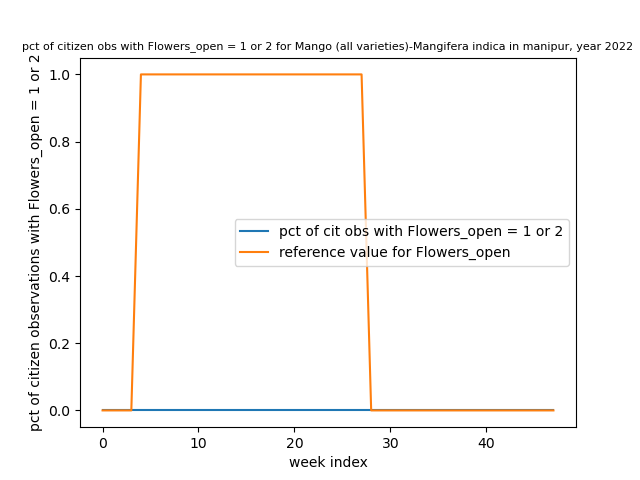 pct of citizen obs with Flowers_open = 1 or 2 for Mango (all varieties)-Mangifera indica in manipur, year 2022
pct of citizen observations with Flowers_open = 1 or 2
1.0
0.8
0.6
0.4
0.2
0.0
pct of cit obs with Flowers_open = 1 or 2
reference value for Flowers_open
0
10
20
30
40
week index